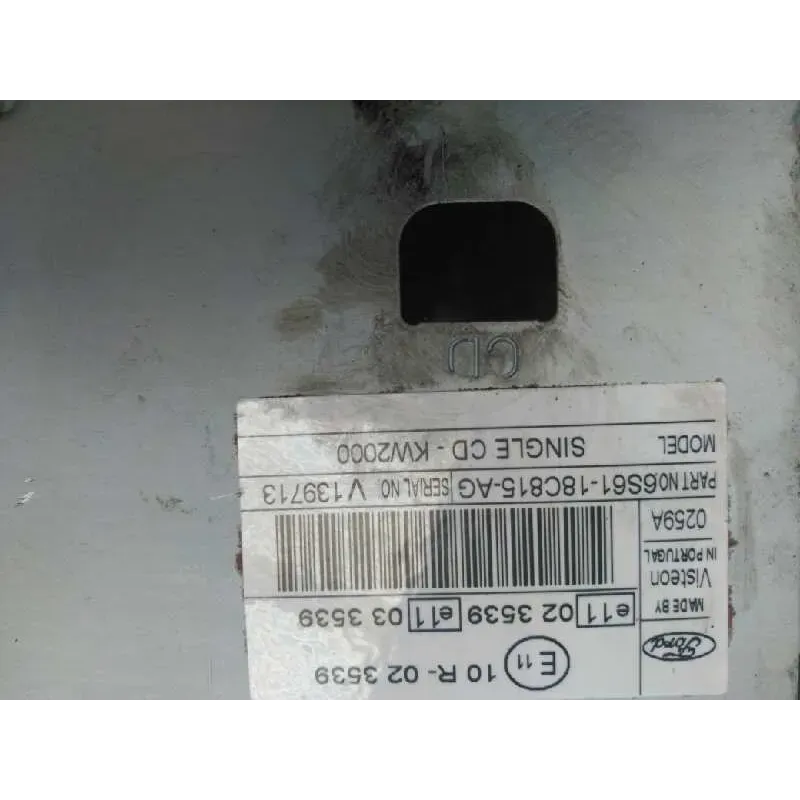 Ford
E11 10 R- 02 3539
MADE BY
Visteon
IN PORTUGAL
0259A
e11 02 3539 e11 03 3539
PART NO. 6S61-18C815-AG SERIAL NO V139713
MODEL SINGLE CD - KW2000
CD